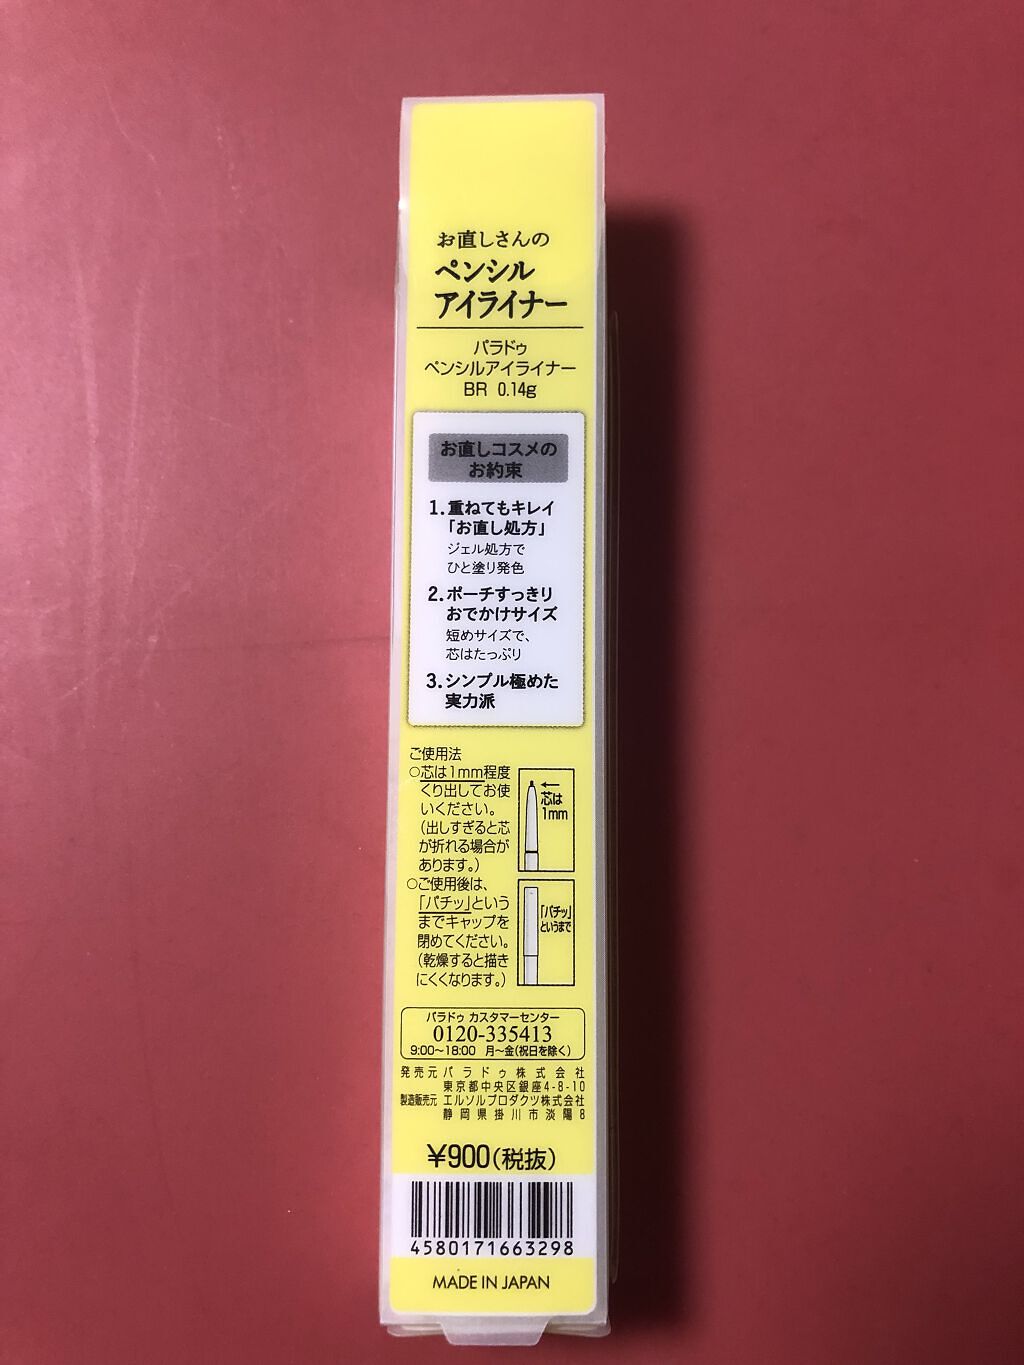 お直しさんの
ペンシル
アイライナー
パラドゥ
ペンシルアイライナー
BR 0.14g
お直しコスメの
お約束
1.重ねてもキレイ
「お直し処方」
ジェル処方で
ひと塗り発色
2.ポーチすっきり
おでかけサイズ
短めサイズで、
芯はたっぷり
3.シンプル極めた
実力派
ご使用法
○芯は1mm程度
くり出してお使
いください。
(出しすぎると芯
が折れる場合が
あります。)
芯は
1mm
○ご使用後は、
「パチッ」という
までキャップを
閉めてください。
(乾燥すると描き
にくくなります。)
「パチッ」
というまで
パラドゥ カスタマーセンター
0120-335413
9:00〜18:00 月〜金(祝日を除く)
発売元 パラドゥ株式会社
東京都中央区銀座4-8-10
製造販売元 エルソルプロダクツ株式会社
静岡県掛川市淡陽8
¥900(税抜)
4580171663298
MADE IN JAPAN